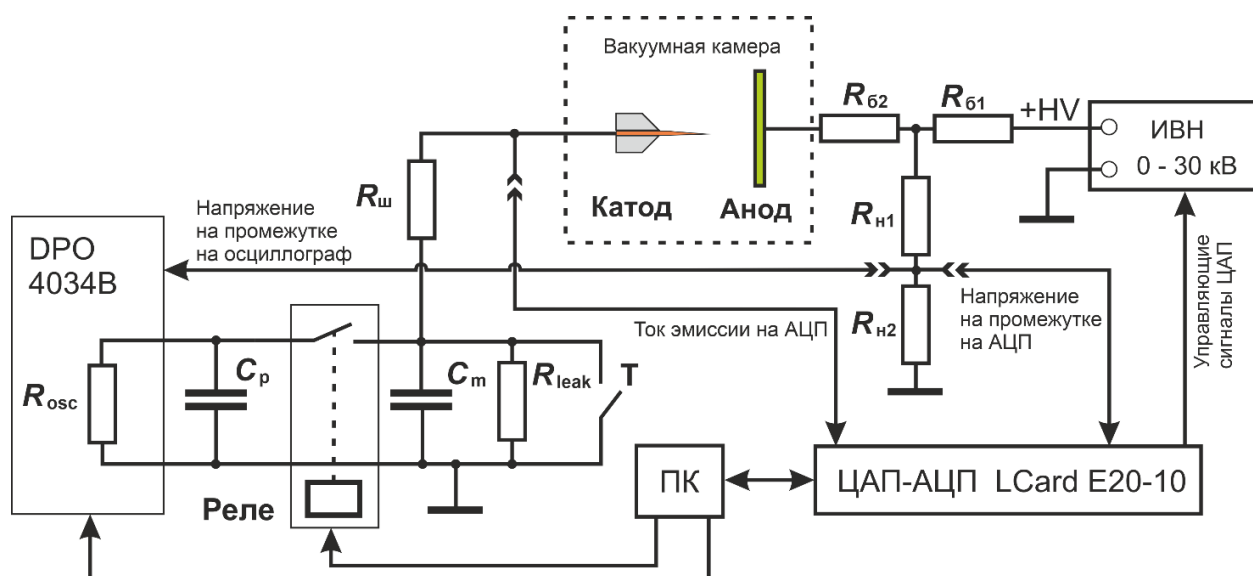 Вакуумная камера
Rб2
Rб1
+HV
ИВН
0 - 30 кВ
Rш
Катод
Анод
Rн1
Напряжение
на промежутке
на осциллограф
DPO
4034B
Ток эмиссии на АЦП
Rн2
Напряжение
на промежутке
на АЦП
Управляющие
сигналы ЦАП
Rosc
Cp
Cm
Rleak
T
Реле
ПК
ЦАП-АЦП LCard E20-10